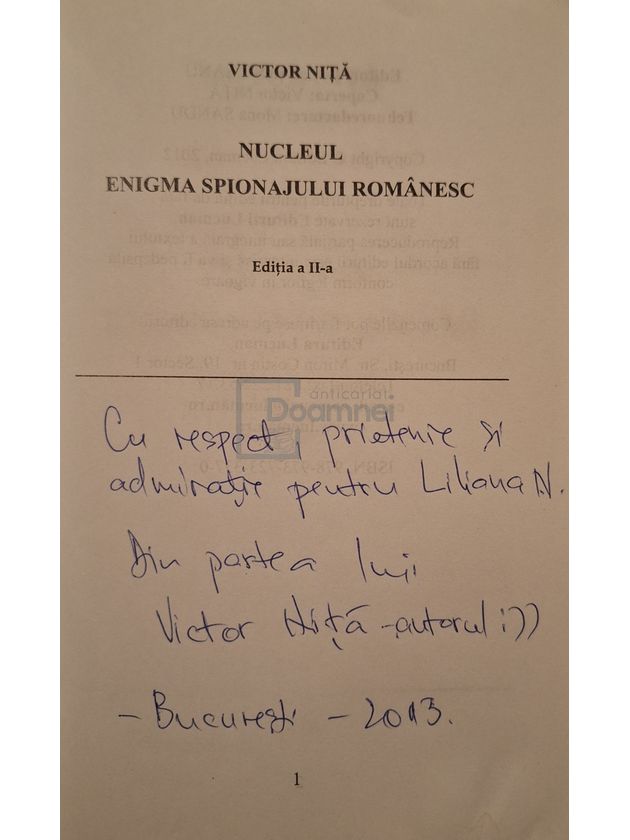 VICTOR NIȚĂ
NUCLEUL
ENIGMA SPIONAJULUI ROMÂNESC
Ediția a II-a
anticariat
Doamnei
Cu respect, prietenie și
admirație pentru Liliana N.
Din partea lui
Victor Niță - autorul :))
- București - 2013.
1